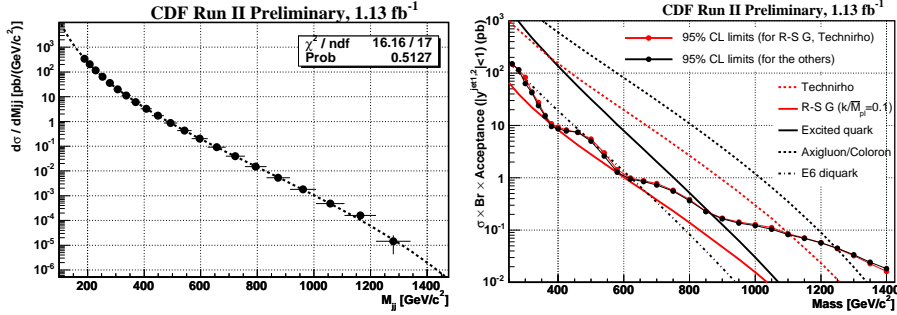 CDF Run II Preliminary, 1.13 fb⁻¹
χ² / ndf 16.16 / 17
Prob 0.5127
dσ / dMjj [pb/(GeV/c²)]
10³
10²
10
1
10⁻¹
10⁻²
10⁻³
10⁻⁴
10⁻⁵
10⁻⁶
200 400 600 800 1000 1200 1400
M_jj [GeV/c²]
CDF Run II Preliminary, 1.13 fb⁻¹
σ × Br × Acceptance (|y^jet1,2|<1) (pb)
10³
10²
10
1
10⁻¹
10⁻²
95% CL limits (for R-S G, Technirho)
95% CL limits (for the others)
Technirho
R-S G (k/M̅_pl=0.1)
Excited quark
Axigluon/Coloron
E6 diquark
400 600 800 1000 1200 1400
Mass [GeV/c²]